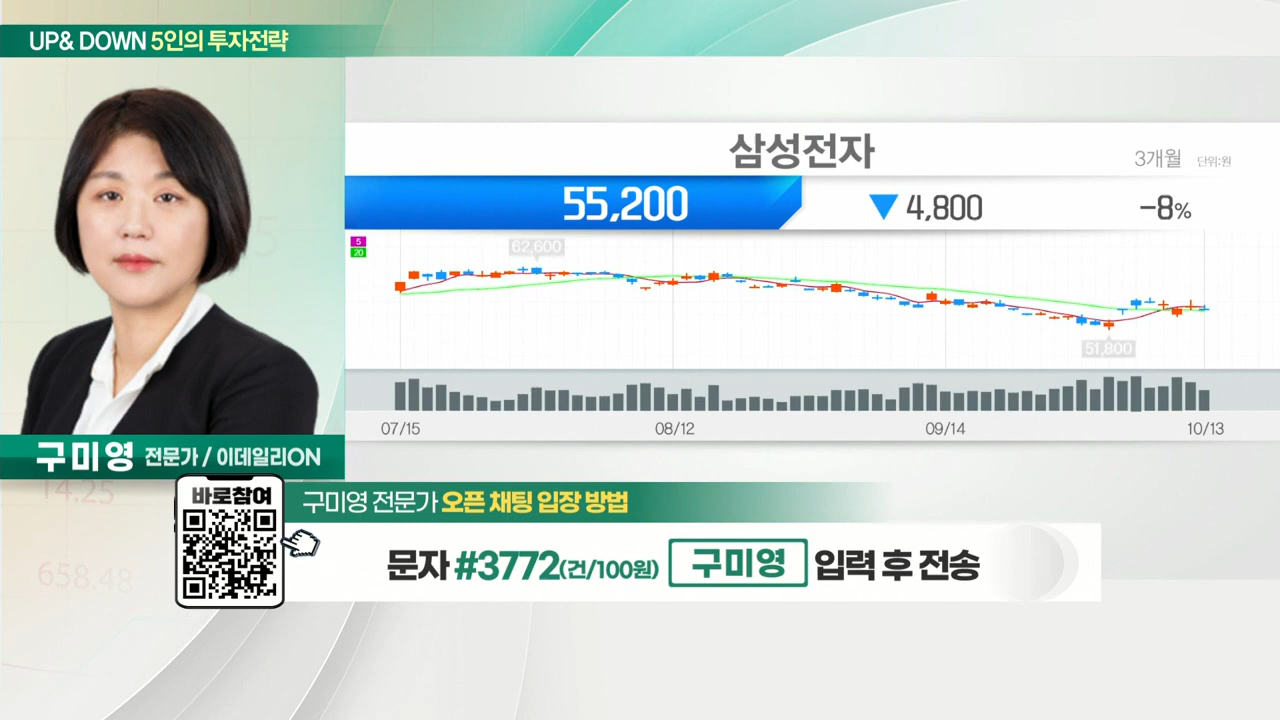 UP& DOWN 5인의 투자전략
삼성전자
3개월 단위:원
55,200 ▼ 4,800 -8%
5
20
62,600
51,800
07/15 08/12 09/14 10/13
구미영 전문가 / 이데일리ON
14.25
658.48
바로참여
구미영 전문가 오픈 채팅 입장 방법
문자 #3772(건/100원) 구미영 입력 후 전송